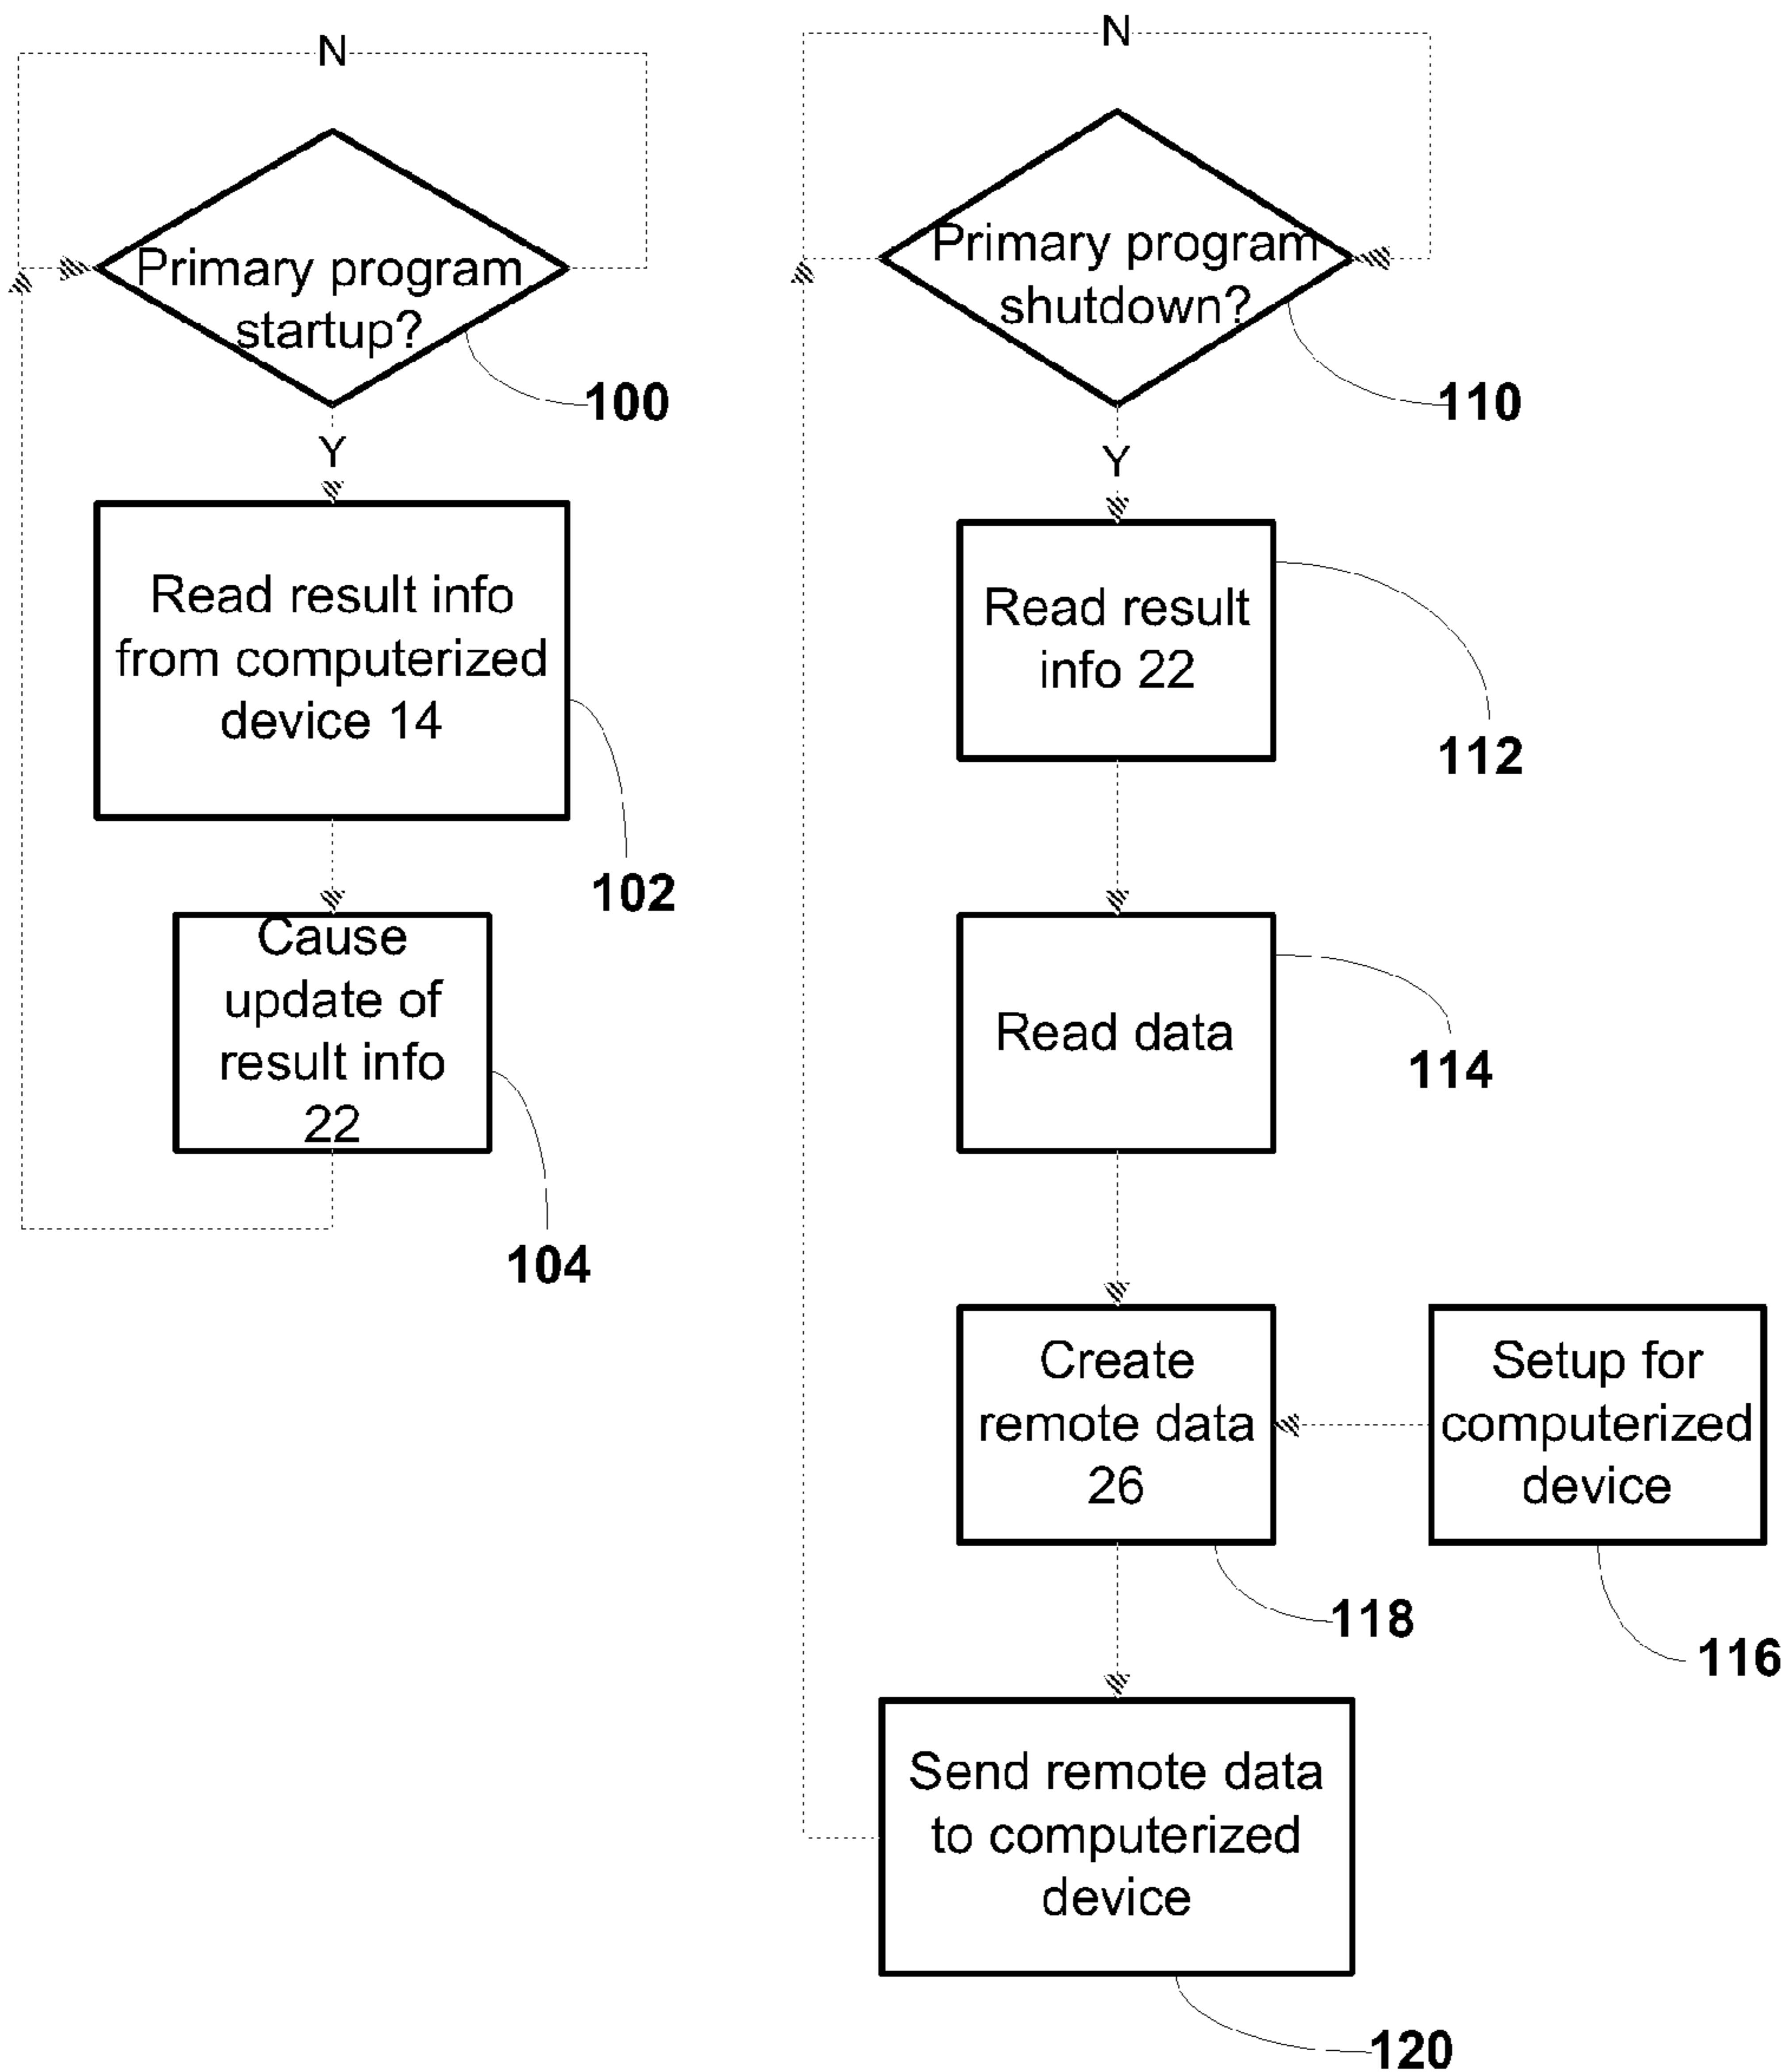 N
Primary program
startup?
100
Y
Read result info
from computerized
device 14
102
Cause
update of
result info
22
104
N
Primary program
shutdown?
110
Y
Read result
info 22
112
Read data
114
Create
remote data
26
118
Setup for
computerized
device
116
Send remote data
to computerized
device
120